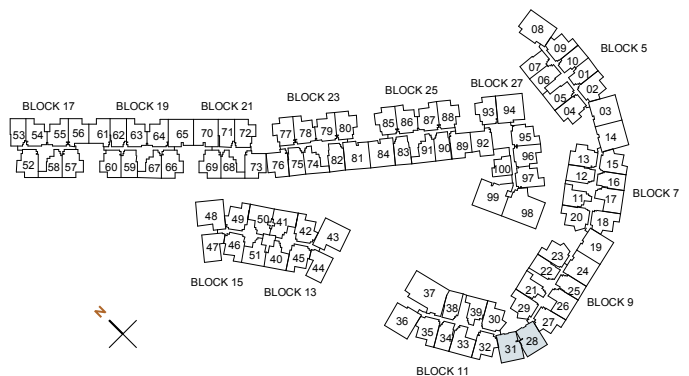 08
BLOCK 5
09
10
07
01
06
02
05
04
03
14
BLOCK 17
BLOCK 19
BLOCK 21
BLOCK 23
BLOCK 25
BLOCK 27
53 54 55 56 61 62 63 64 65 70 71 72
77 78 79 80
85 86 87 88
93 94
52 58 57 60 59 67 66 69 68 73 76 75 74 82 81 84 83 91 90 89 92
95
96
100 97
99 98
13 15
12 16
11 17
20 18
BLOCK 7
48 49 50 41 42 43
47 46 51 40 45 44
BLOCK 15
BLOCK 13
19
23
22 24
21 25
29 26
27
BLOCK 9
37 38 39 30
36 35 34 33 32 31 28
BLOCK 11
N